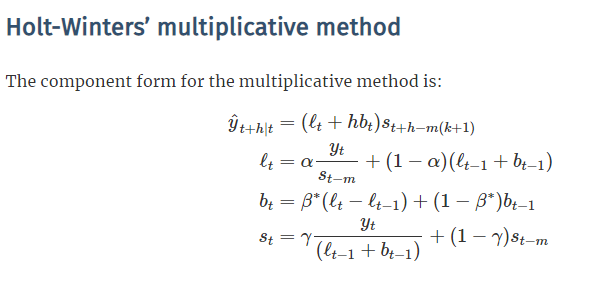 Holt-Winters’ multiplicative method
The component form for the multiplicative method is:
ŷ_{t+h|t} = (ℓ_t + hb_t)s_{t+h−m(k+1)}
ℓ_t = α \frac{y_t}{s_{t−m}} + (1 − α)(ℓ_{t−1} + b_{t−1})
b_t = β*(ℓ_t − ℓ_{t−1}) + (1 − β*)b_{t−1}
s_t = γ \frac{y_t}{(ℓ_{t−1} + b_{t−1})} + (1 − γ)s_{t−m}